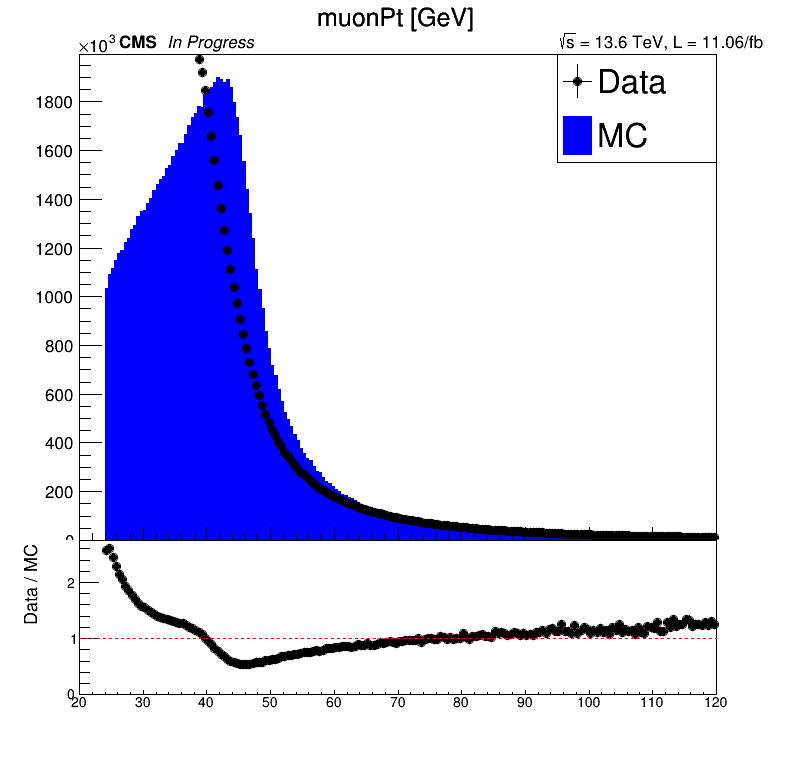 muonPt [GeV]
×10³ CMS In Progress
√s = 13.6 TeV, L = 11.06/fb
Data
MC
1800
1600
1400
1200
1000
800
600
400
200
0
Data / MC
2
1
0
20 30 40 50 60 70 80 90 100 110 120